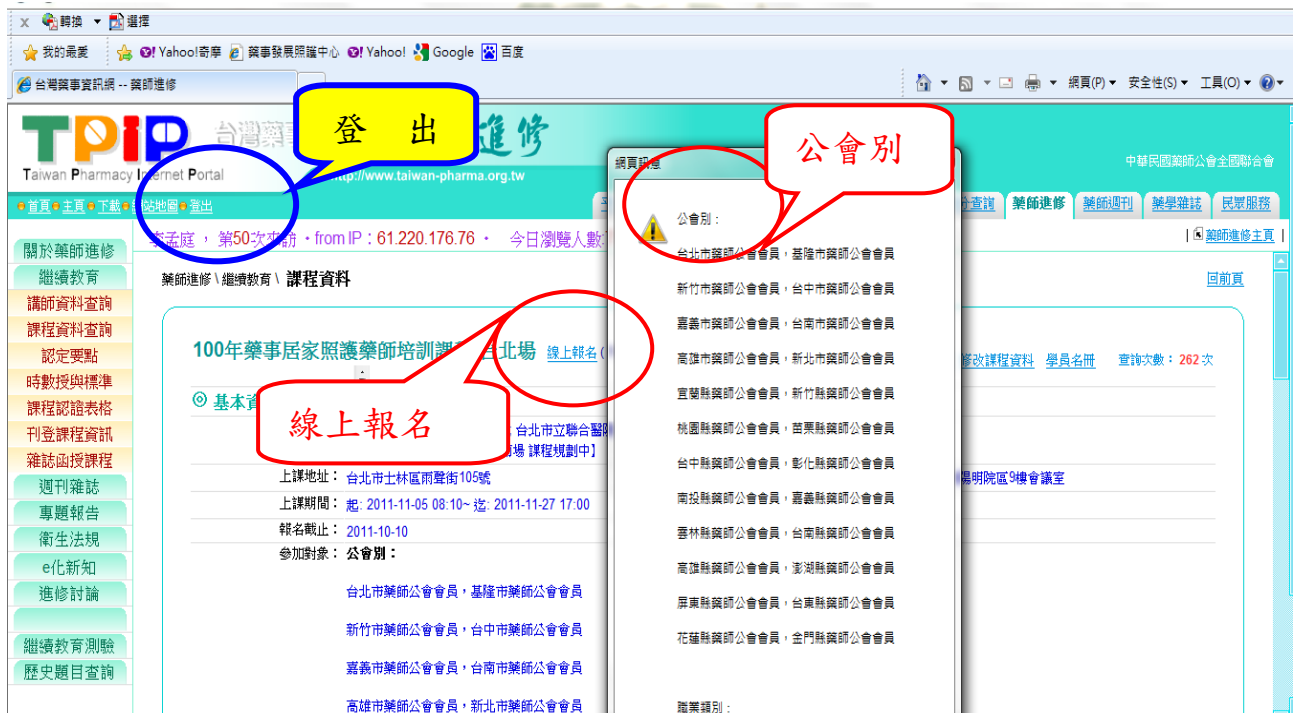 x 轉換 ▼ 選擇
我的最愛 Yahoo!奇摩 藥事發展照護中心 Yahoo! Google 百度
台灣藥事資訊網 -- 藥師進修
網頁(P) 安全性(S) 工具(O)
TPIP 台灣藥事 進修
登 出
公會別
網頁訊息
中華民國藥師公會全國聯合會
Taiwan Pharmacy Internet Portal http://www.taiwan-pharma.org.tw
首頁 主頁 下載 網站地圖 登出
查詢 藥師進修 藥師週刊 藥學雜誌 民眾服務
李孟庭 , 第50次來訪 ‧from IP:61.220.176.76 ‧ 今日瀏覽人數:
藥師進修主頁
藥師進修 \ 繼續教育 \ 課程資料
回前頁
關於藥師進修
繼續教育
講師資料查詢
課程資料查詢
認定要點
時數授與標準
課程認證表格
刊登課程資訊
雜誌函授課程
週刊雜誌
專題報告
衛生法規
e化新知
進修討論
繼續教育測驗
歷史題目查詢
100年藥事居家照護藥師培訓課程 台北場 線上報名 (
修改課程資料 學員名冊 查詢次數:262 次
◎ 基本資
線上報名
台北市立聯合醫院
場 課程規劃中】
上課地址: 台北市士林區雨聲街105號
陽明院區9樓會議室
上課期間: 起: 2011-11-05 08:10~ 迄: 2011-11-27 17:00
報名截止: 2011-10-10
參加對象: 公會別:
台北市藥師公會會員,基隆市藥師公會會員
新竹市藥師公會會員,台中市藥師公會會員
嘉義市藥師公會會員,台南市藥師公會會員
高雄市藥師公會會員,新北市藥師公會會員
公會別:
台北市藥師公會會員,基隆市藥師公會會員
新竹市藥師公會會員,台中市藥師公會會員
嘉義市藥師公會會員,台南市藥師公會會員
高雄市藥師公會會員,新北市藥師公會會員
宜蘭縣藥師公會會員,新竹縣藥師公會會員
桃園縣藥師公會會員,苗栗縣藥師公會會員
台中縣藥師公會會員,彰化縣藥師公會會員
南投縣藥師公會會員,嘉義縣藥師公會會員
雲林縣藥師公會會員,台南縣藥師公會會員
高雄縣藥師公會會員,澎湖縣藥師公會會員
屏東縣藥師公會會員,台東縣藥師公會會員
花蓮縣藥師公會會員,金門縣藥師公會會員
職業類別: